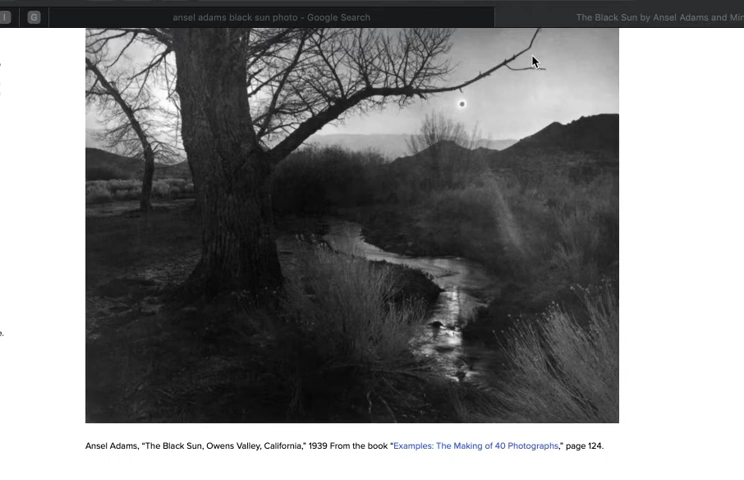 G
ansel adams black sun photo - Google Search
The Black Sun by Ansel Adams and
e.
Ansel Adams, "The Black Sun, Owens Valley, California," 1939 From the book "Examples: The Making of 40 Photographs," page 124.